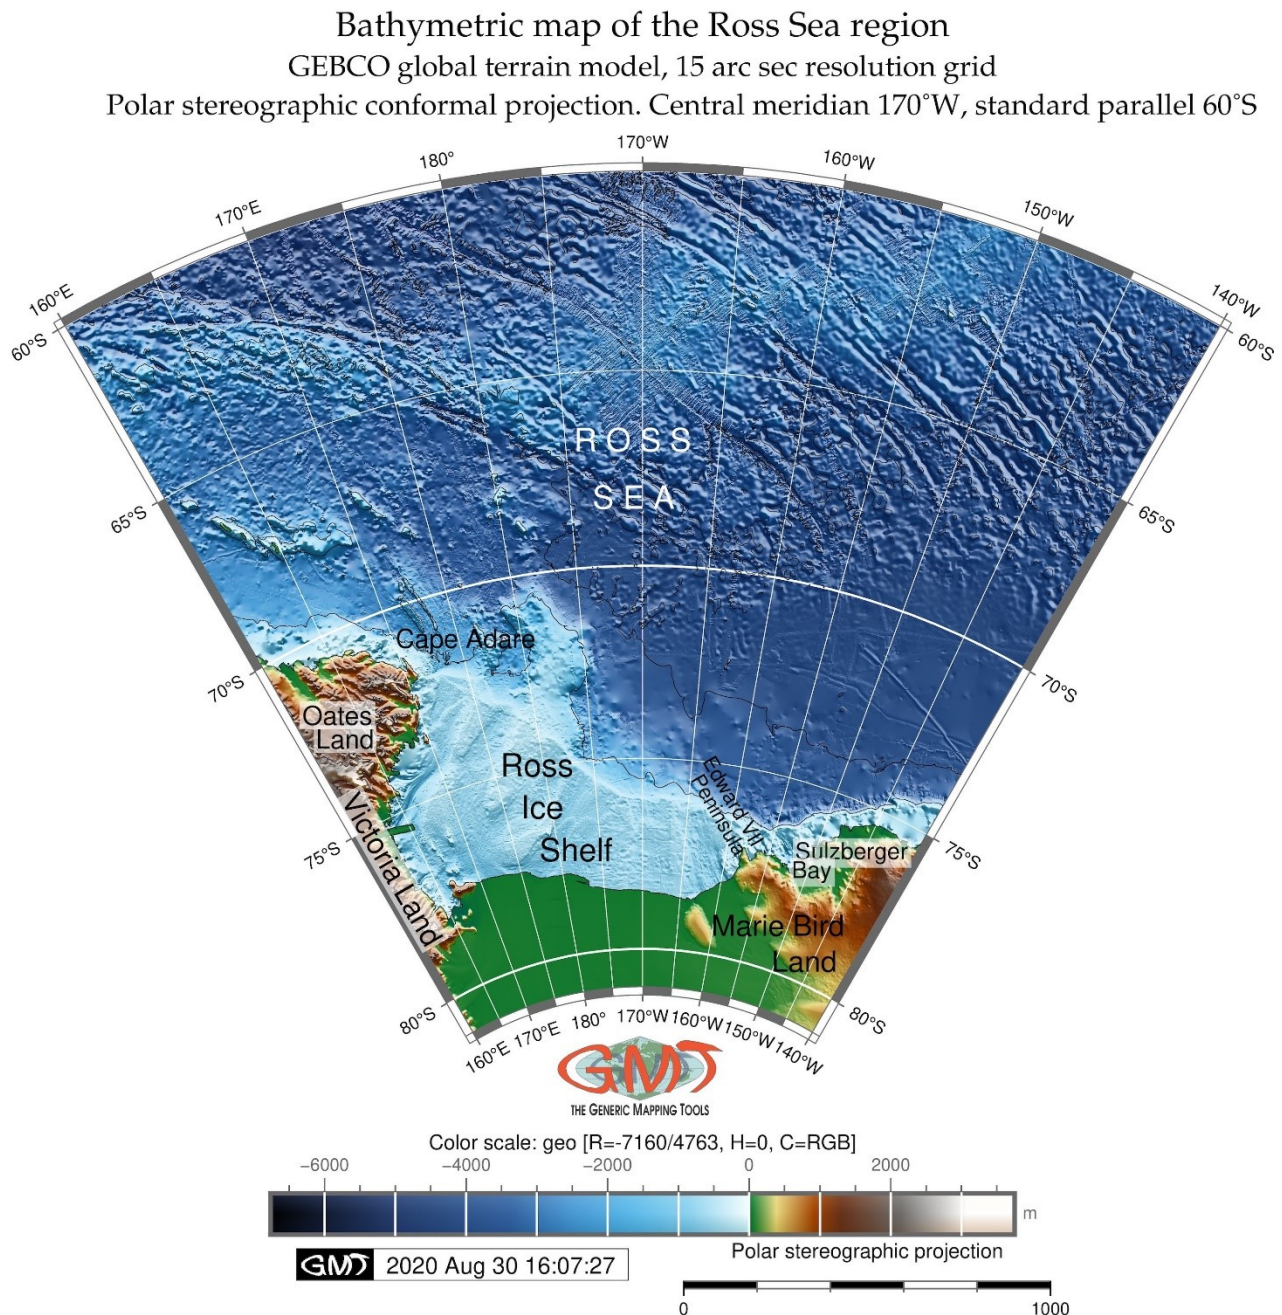 Bathymetric map of the Ross Sea region
GEBCO global terrain model, 15 arc sec resolution grid
Polar stereographic conformal projection. Central meridian 170°W, standard parallel 60°S
170°W
180°
160°W
170°E
150°W
160°E
140°W
60°S
60°S
ROSS
SEA
65°S
65°S
Cape Adare
70°S
70°S
Oates
Land
Ross
Ice
Shelf
Edward VII
Peninsula
Victoria Land
75°S
75°S
Sulzberger
Bay
Marie Bird
Land
80°S
80°S
160°E 170°E 180° 170°W 160°W 150°W 140°W
GMT
THE GENERIC MAPPING TOOLS
Color scale: geo [R=-7160/4763, H=0, C=RGB]
−6000 −4000 −2000 0 2000
m
Polar stereographic projection
GMT 2020 Aug 30 16:07:27
0 1000